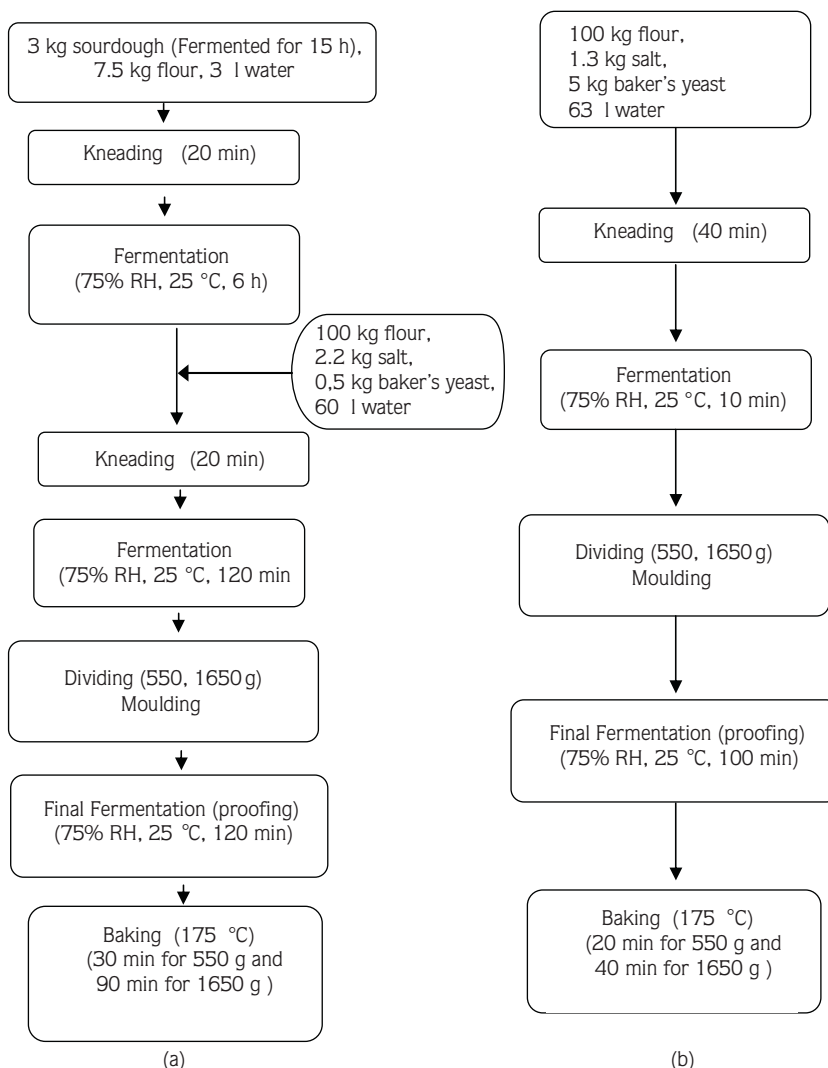 3 kg sourdough (Fermented for 15 h),
7.5 kg flour, 3 l water
Kneading (20 min)
Fermentation
(75% RH, 25 °C, 6 h)
100 kg flour,
2.2 kg salt,
0,5 kg baker's yeast,
60 l water
Kneading (20 min)
Fermentation
(75% RH, 25 °C, 120 min
Dividing (550, 1650 g)
Moulding
Final Fermentation (proofing)
(75% RH, 25 °C, 120 min)
Baking (175 °C)
(30 min for 550 g and
90 min for 1650 g )
(a)
100 kg flour,
1.3 kg salt,
5 kg baker's yeast
63 l water
Kneading (40 min)
Fermentation
(75% RH, 25 °C, 10 min)
Dividing (550, 1650 g)
Moulding
Final Fermentation (proofing)
(75% RH, 25 °C, 100 min)
Baking (175 °C)
(20 min for 550 g and
40 min for 1650 g )
(b)